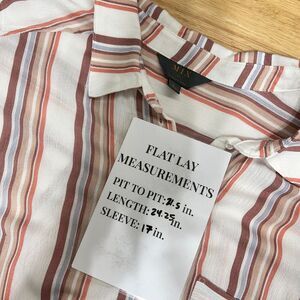 FLAT LAY
MEASUREMENTS
PIT TO PIT: 21.5 in.
LENGTH: 24.25 in.
SLEEVE: 17 in.